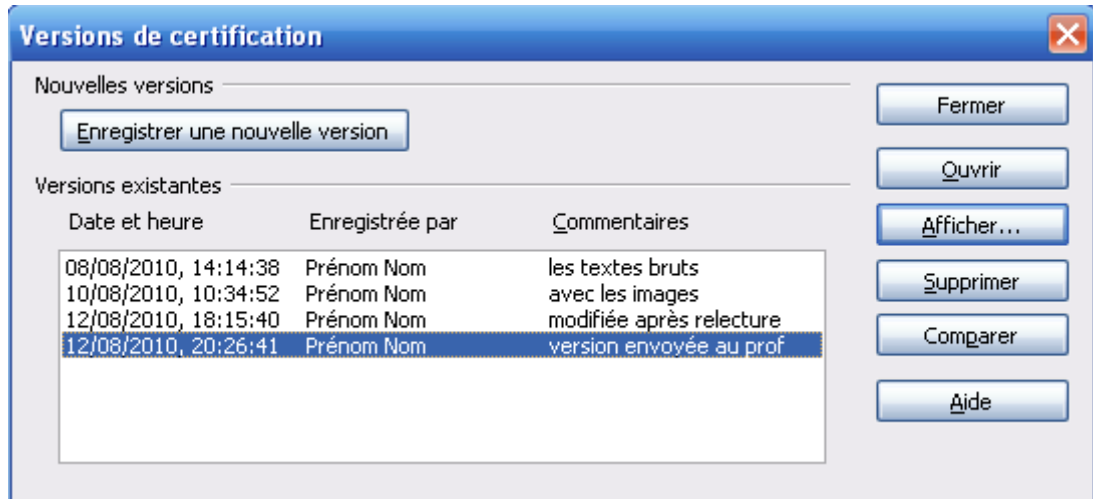 Versions de certification
Nouvelles versions
Enregistrer une nouvelle version
Versions existantes
Date et heure Enregistrée par Commentaires
08/08/2010, 14:14:38 Prénom Nom les textes bruts
10/08/2010, 10:34:52 Prénom Nom avec les images
12/08/2010, 18:15:40 Prénom Nom modifiée après relecture
12/08/2010, 20:26:41 Prénom Nom version envoyée au prof
Fermer
Ouvrir
Afficher...
Supprimer
Comparer
Aide